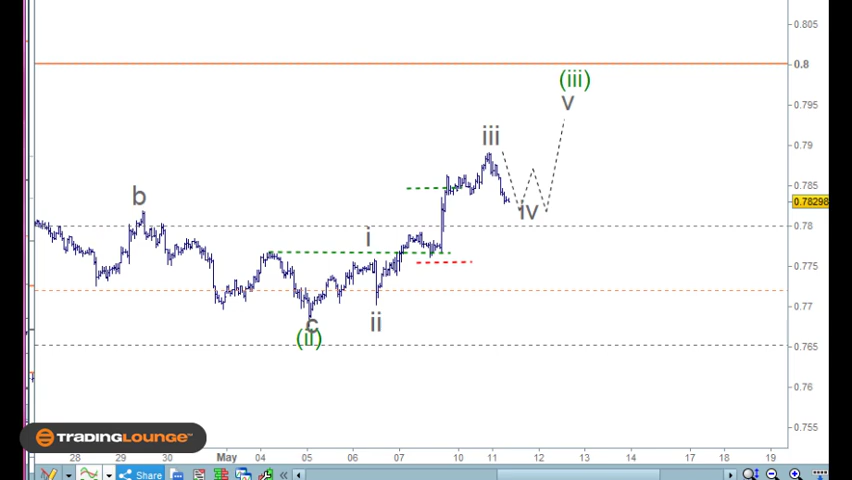 0.805
0.8
(iii)
v
0.795
iii
0.79
0.785
b
iv
0.78298
0.78
i
0.775
0.77
c
ii
(ii)
0.765
0.76
TRADINGLOUNGE™
0.755
28 29 30 May 04 05 06 07 10 11 12 13 14 17 18 19
Share